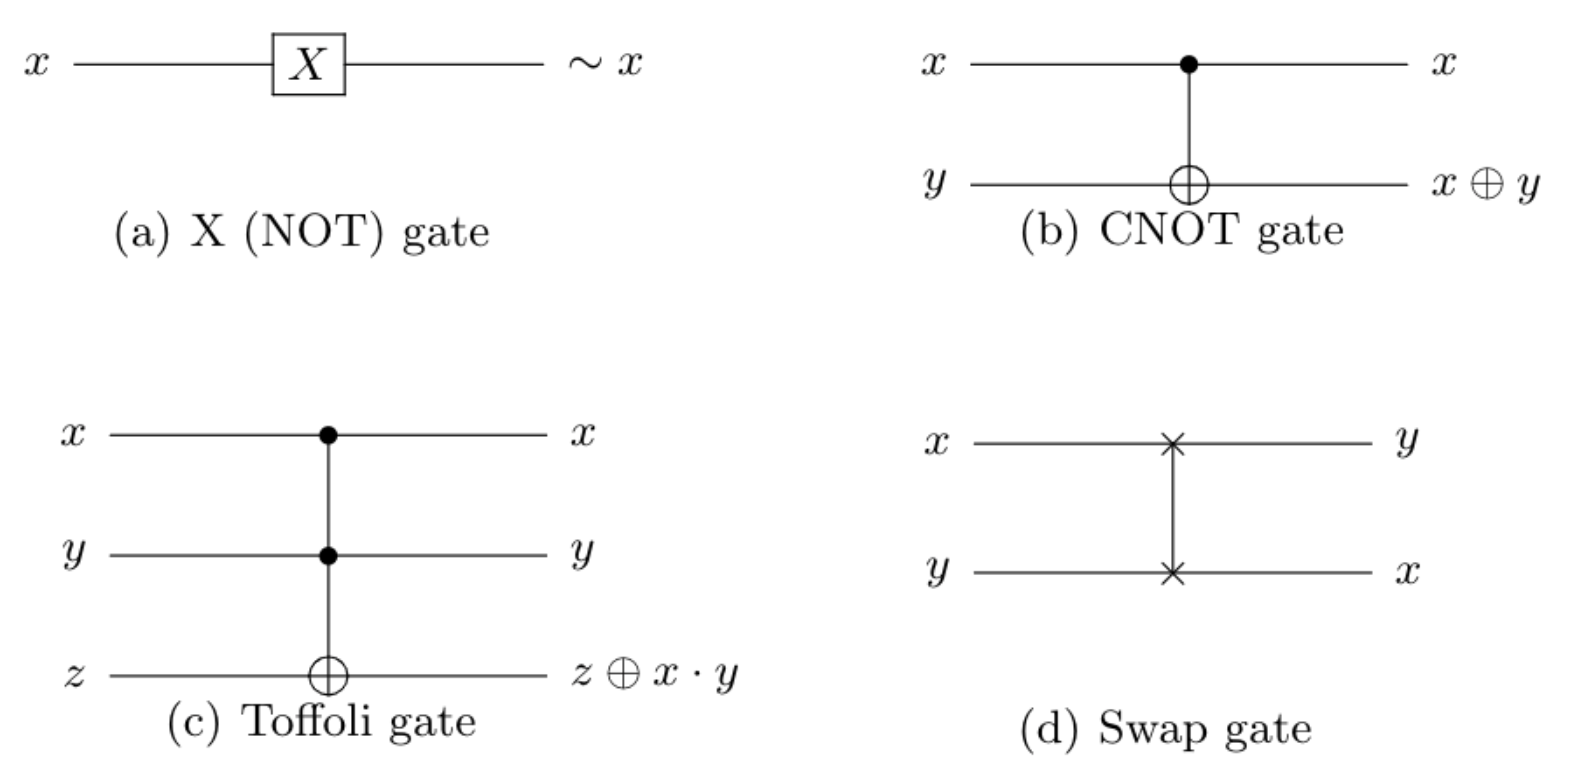 x X ∼ x
(a) X (NOT) gate
x x
y x ⊕ y
(b) CNOT gate
x x
y y
z z ⊕ x · y
(c) Toffoli gate
x y
y x
(d) Swap gate